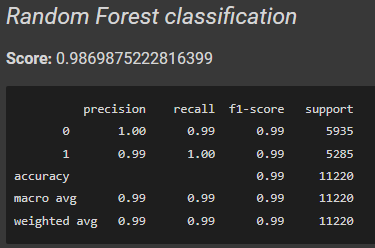 Random Forest classification
Score: 0.9869875222816399
precision recall f1-score support
0 1.00 0.99 0.99 5935
1 0.99 1.00 0.99 5285
accuracy 0.99 11220
macro avg 0.99 0.99 0.99 11220
weighted avg 0.99 0.99 0.99 11220